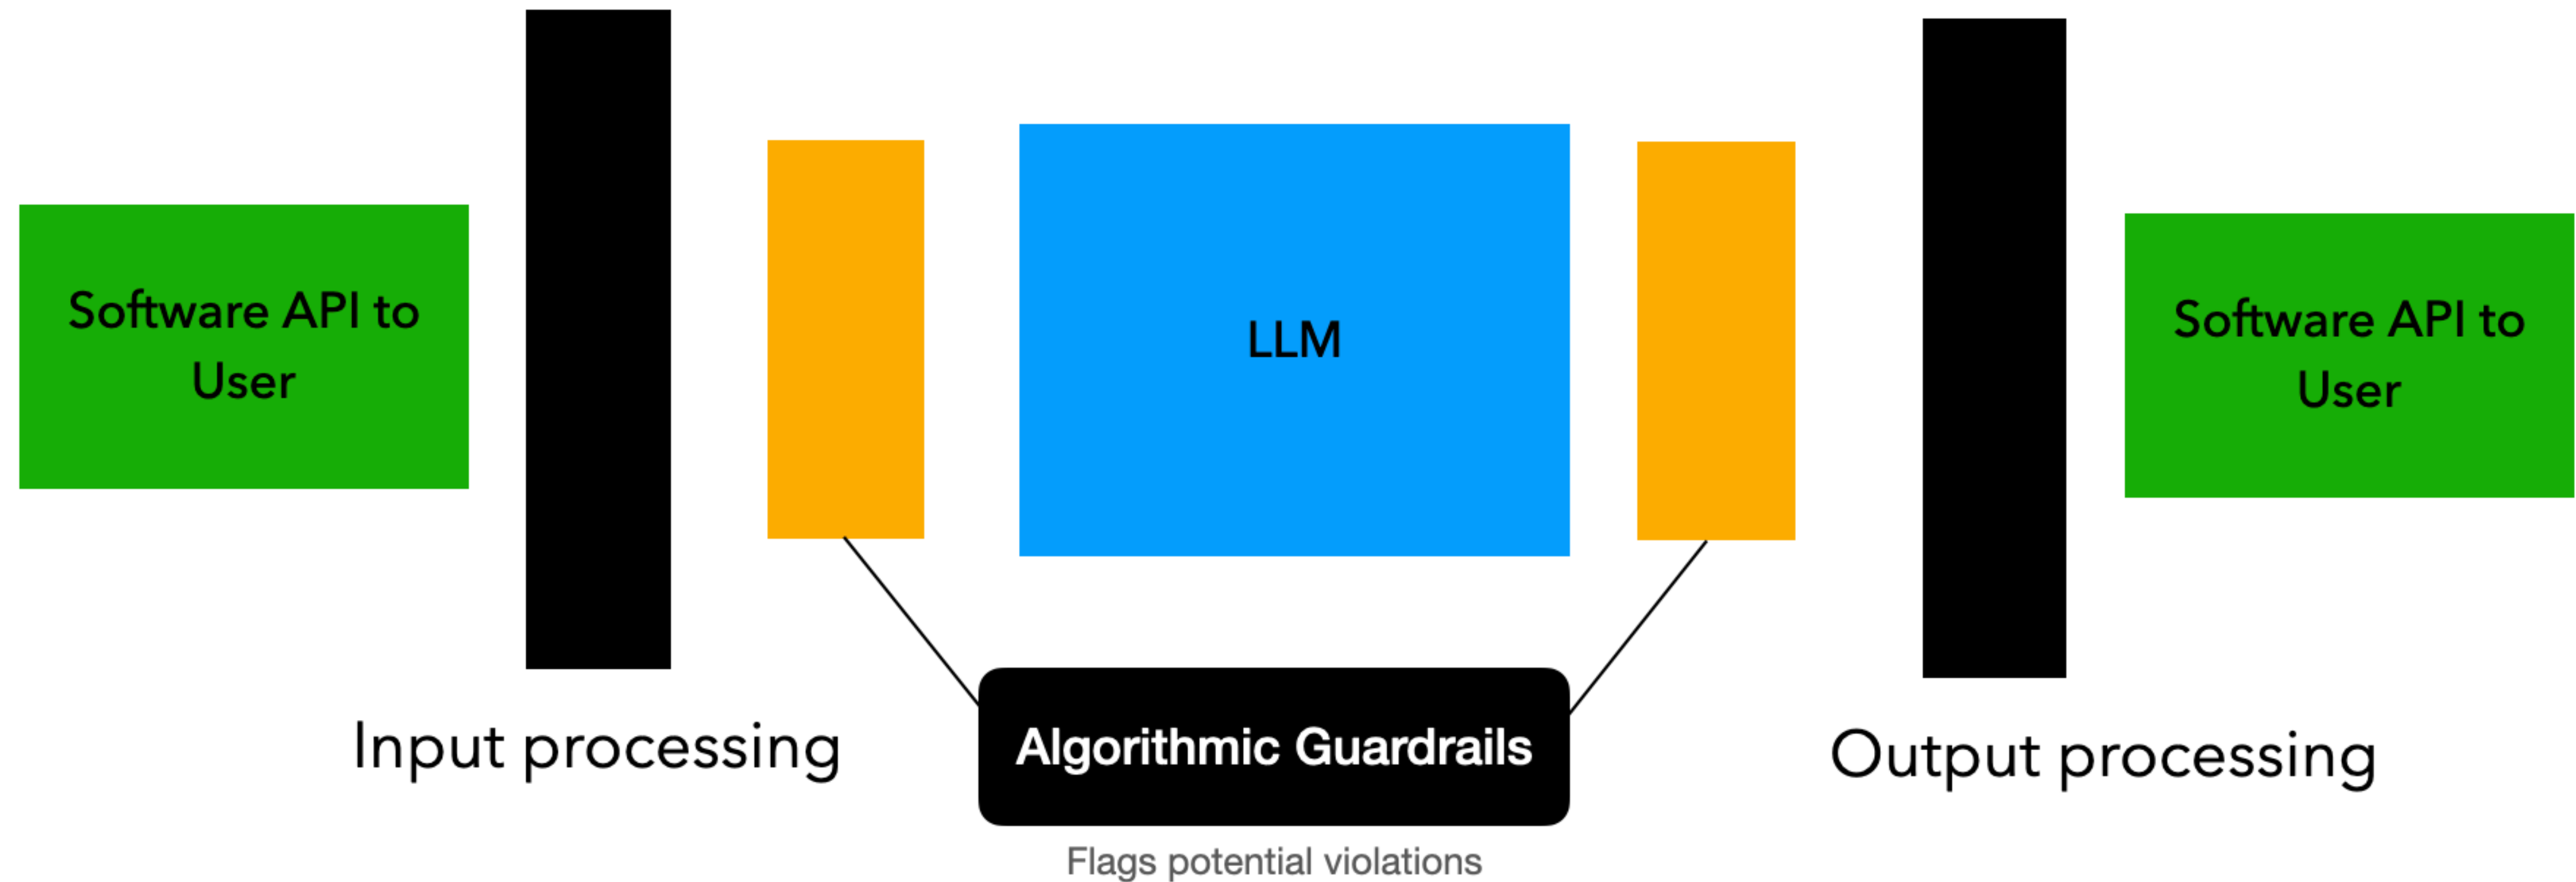 Software API to
User
LLM
Software API to
User
Input processing
Algorithmic Guardrails
Output processing
Flags potential violations